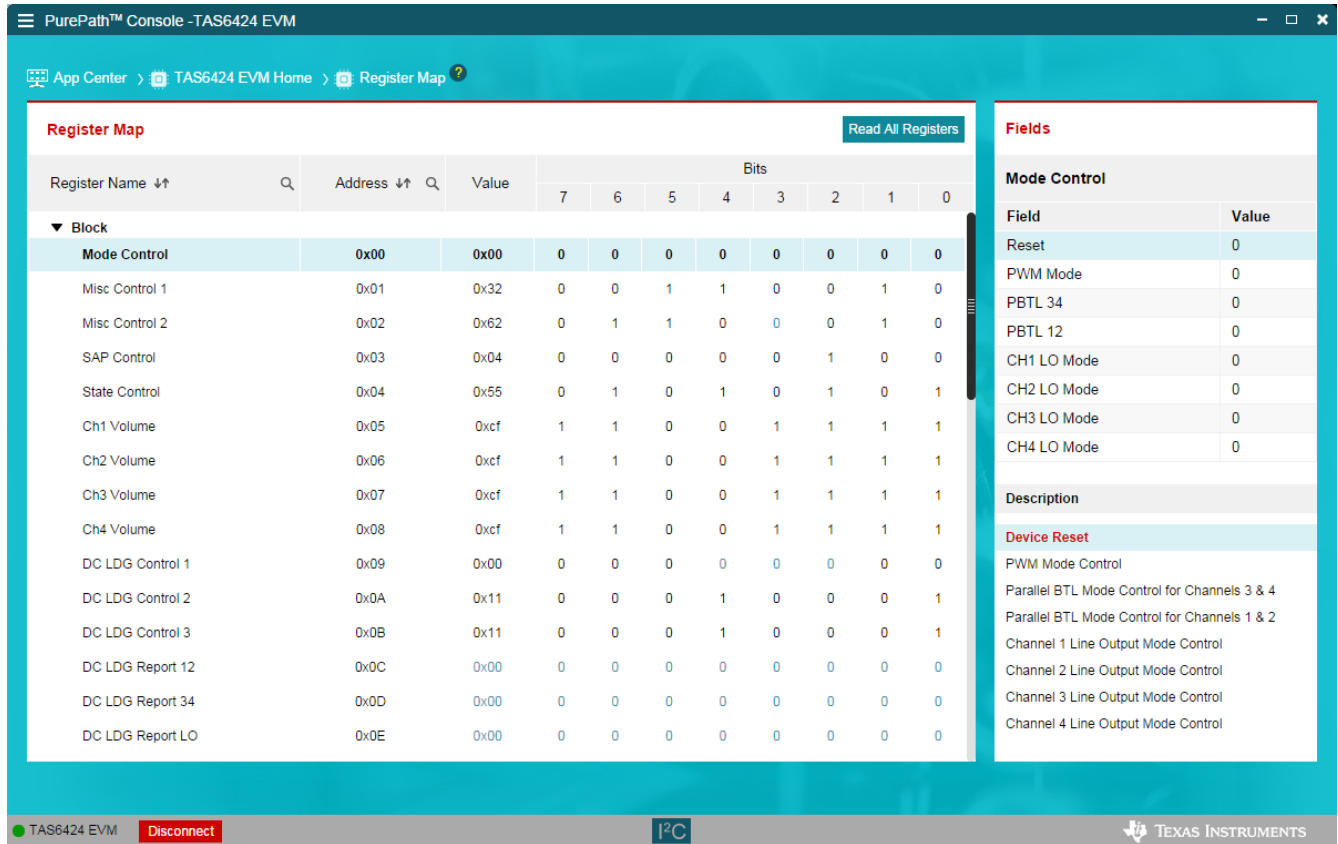 PurePath™ Console -TAS6424 EVM
App Center > TAS6424 EVM Home > Register Map ?
Register Map
Read All Registers
Register Name Address Value Bits
7 6 5 4 3 2 1 0
Block
Mode Control 0x00 0x00 0 0 0 0 0 0 0 0
Misc Control 1 0x01 0x32 0 0 1 1 0 0 1 0
Misc Control 2 0x02 0x62 0 1 1 0 0 0 1 0
SAP Control 0x03 0x04 0 0 0 0 0 1 0 0
State Control 0x04 0x55 0 1 0 1 0 1 0 1
Ch1 Volume 0x05 0xcf 1 1 0 0 1 1 1 1
Ch2 Volume 0x06 0xcf 1 1 0 0 1 1 1 1
Ch3 Volume 0x07 0xcf 1 1 0 0 1 1 1 1
Ch4 Volume 0x08 0xcf 1 1 0 0 1 1 1 1
DC LDG Control 1 0x09 0x00 0 0 0 0 0 0 0 0
DC LDG Control 2 0x0A 0x11 0 0 0 1 0 0 0 1
DC LDG Control 3 0x0B 0x11 0 0 0 1 0 0 0 1
DC LDG Report 12 0x0C 0x00 0 0 0 0 0 0 0 0
DC LDG Report 34 0x0D 0x00 0 0 0 0 0 0 0 0
DC LDG Report LO 0x0E 0x00 0 0 0 0 0 0 0 0
Fields
Mode Control
Field Value
Reset 0
PWM Mode 0
PBTL 34 0
PBTL 12 0
CH1 LO Mode 0
CH2 LO Mode 0
CH3 LO Mode 0
CH4 LO Mode 0
Description
Device Reset
PWM Mode Control
Parallel BTL Mode Control for Channels 3 & 4
Parallel BTL Mode Control for Channels 1 & 2
Channel 1 Line Output Mode Control
Channel 2 Line Output Mode Control
Channel 3 Line Output Mode Control
Channel 4 Line Output Mode Control
TAS6424 EVM Disconnect I²C TEXAS INSTRUMENTS